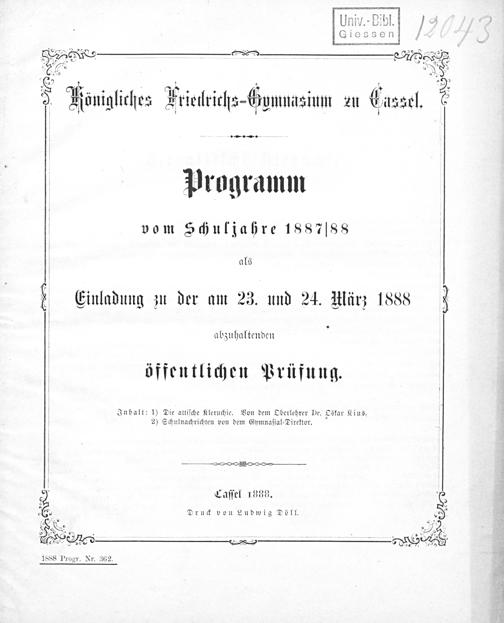 Univ.-Bibl.
Giessen
12043
Königliches Friedrichs-Gymnasium zu Cassel.
Programm
vom Schuljahre 1887/88
als
Einladung zu der am 23. und 24. März 1888
abzuhaltenden
öffentlichen Prüfung.
Inhalt: 1) Die attische Kleruchie. Von dem Oberlehrer Dr. Oskar Kius.
2) Schulnachrichten von dem Gymnasial-Direktor.
Cassel 1888.
Druck von Ludwig Döll.
1888 Progr. Nr. 362.